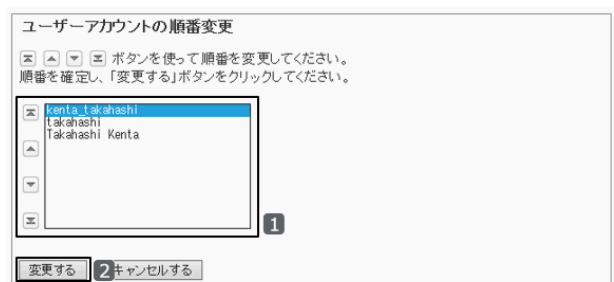 ユーザーアカウントの順番変更
ボタンを使って順番を変更してください。
順番を確定し、「変更する」ボタンをクリックしてください。
kenta_takahashi
takahashi
Takahashi Kenta
1
変更する 2 キャンセルする